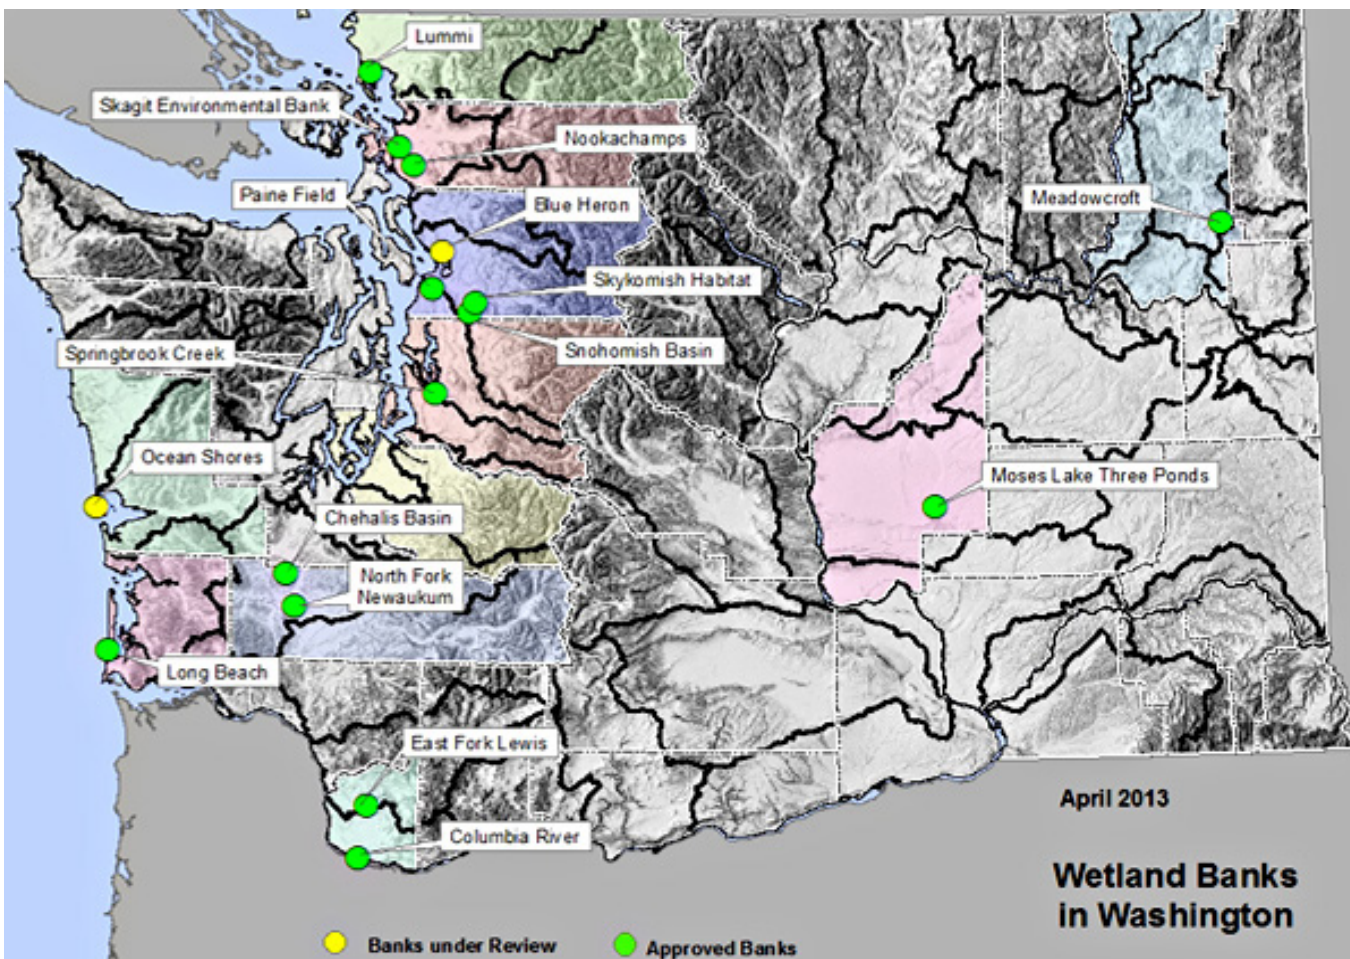 Lummi
Skagit Environmental Bank
Nookachamps
Paine Field
Blue Heron
Meadowcroft
Skykomish Habitat
Springbrook Creek
Snohomish Basin
Ocean Shores
Moses Lake Three Ponds
Chehalis Basin
North Fork
Newaukum
Long Beach
East Fork Lewis
April 2013
Columbia River
Wetland Banks
in Washington
Banks under Review
Approved Banks